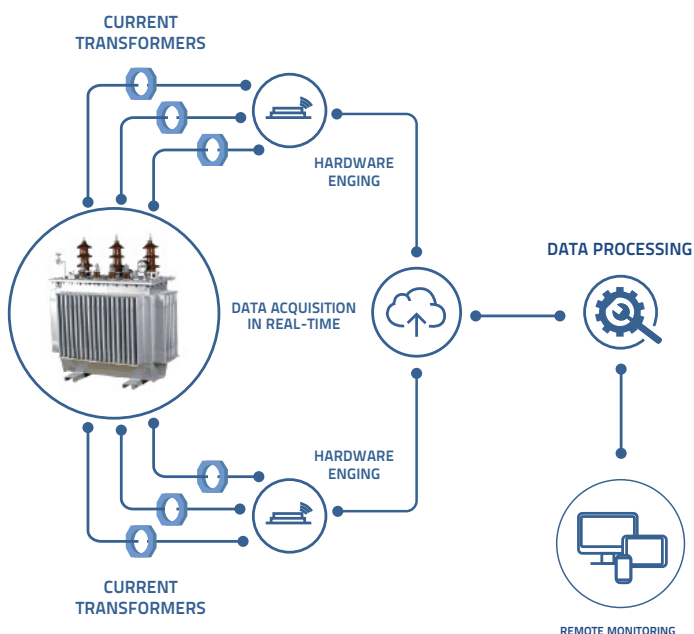 CURRENT
TRANSFORMERS
HARDWARE
ENGING
DATA PROCESSING
DATA ACQUISITION
IN REAL-TIME
HARDWARE
ENGING
CURRENT
TRANSFORMERS
REMOTE MONITORING